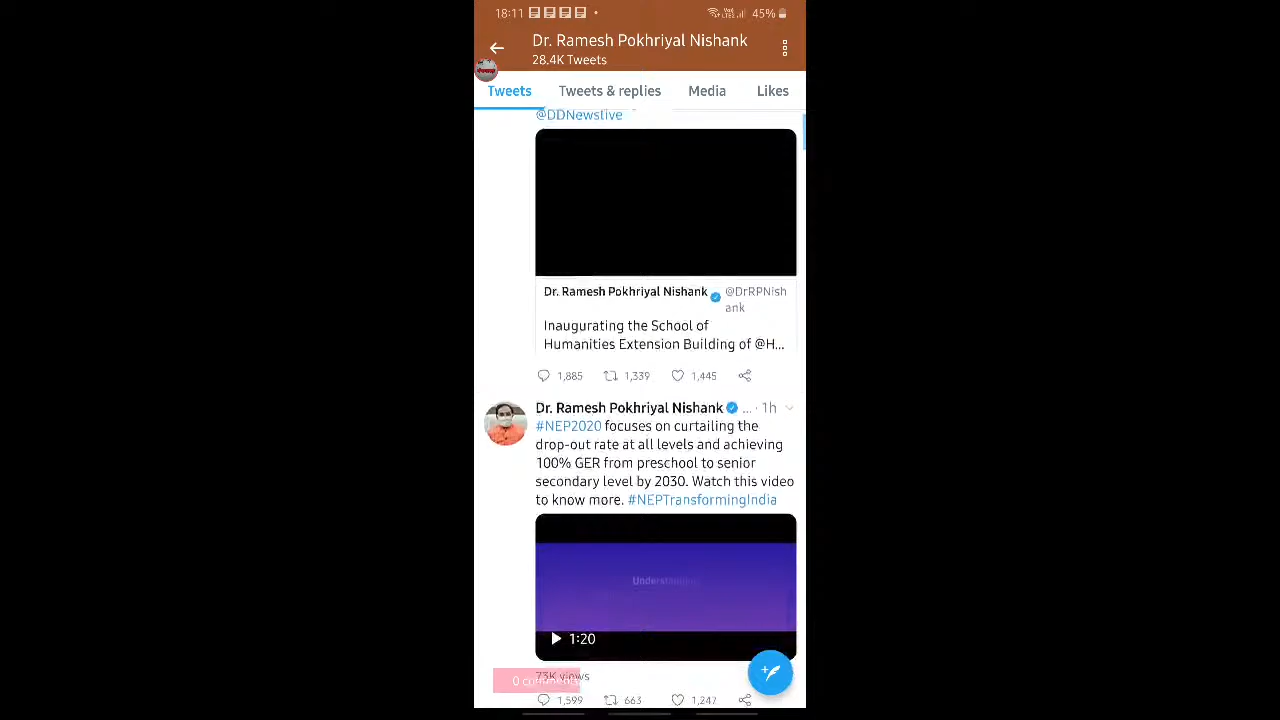 18:11
45%
Dr. Ramesh Pokhriyal Nishank
28.4K Tweets
Tweets Tweets & replies Media Likes
@DDNewslive
Dr. Ramesh Pokhriyal Nishank @DrRPNish
ank
Inaugurating the School of
Humanities Extension Building of @H...
1,885 1,339 1,445
Dr. Ramesh Pokhriyal Nishank ... · 1h
#NEP2020 focuses on curtailing the
drop-out rate at all levels and achieving
100% GER from preschool to senior
secondary level by 2030. Watch this video
to know more. #NEPTransformingIndia
1:20
73K views
1,599 663 1,247